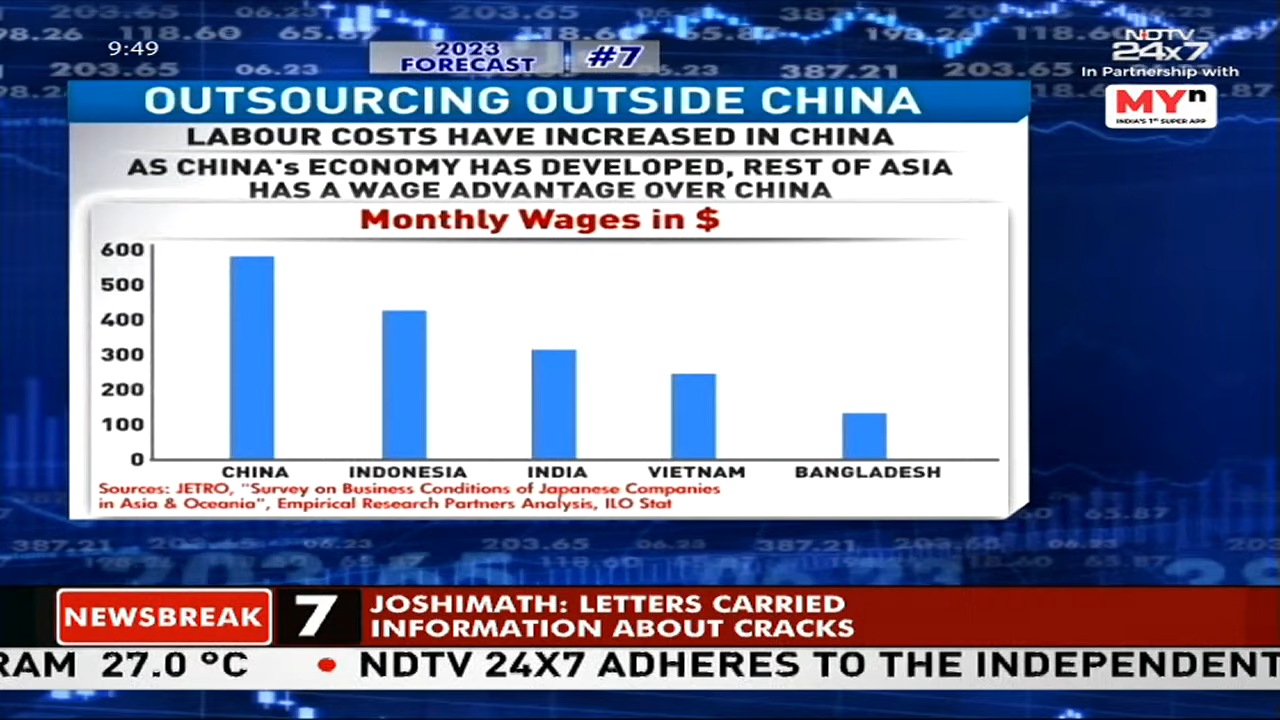 9:49
2023
FORECAST
#7
NDTV
24x7
In Partnership with
MYn
INDIA'S 1ST SUPER APP
OUTSOURCING OUTSIDE CHINA
LABOUR COSTS HAVE INCREASED IN CHINA
AS CHINA's ECONOMY HAS DEVELOPED, REST OF ASIA
HAS A WAGE ADVANTAGE OVER CHINA
Monthly Wages in $
600
500
400
300
200
100
0
CHINA INDONESIA INDIA VIETNAM BANGLADESH
Sources: JETRO, "Survey on Business Conditions of Japanese Companies
in Asia & Oceania", Empirical Research Partners Analysis, ILO Stat
NEWSBREAK
7
JOSHIMATH: LETTERS CARRIED
INFORMATION ABOUT CRACKS
RAM 27.0 °C • NDTV 24X7 ADHERES TO THE INDEPENDENT